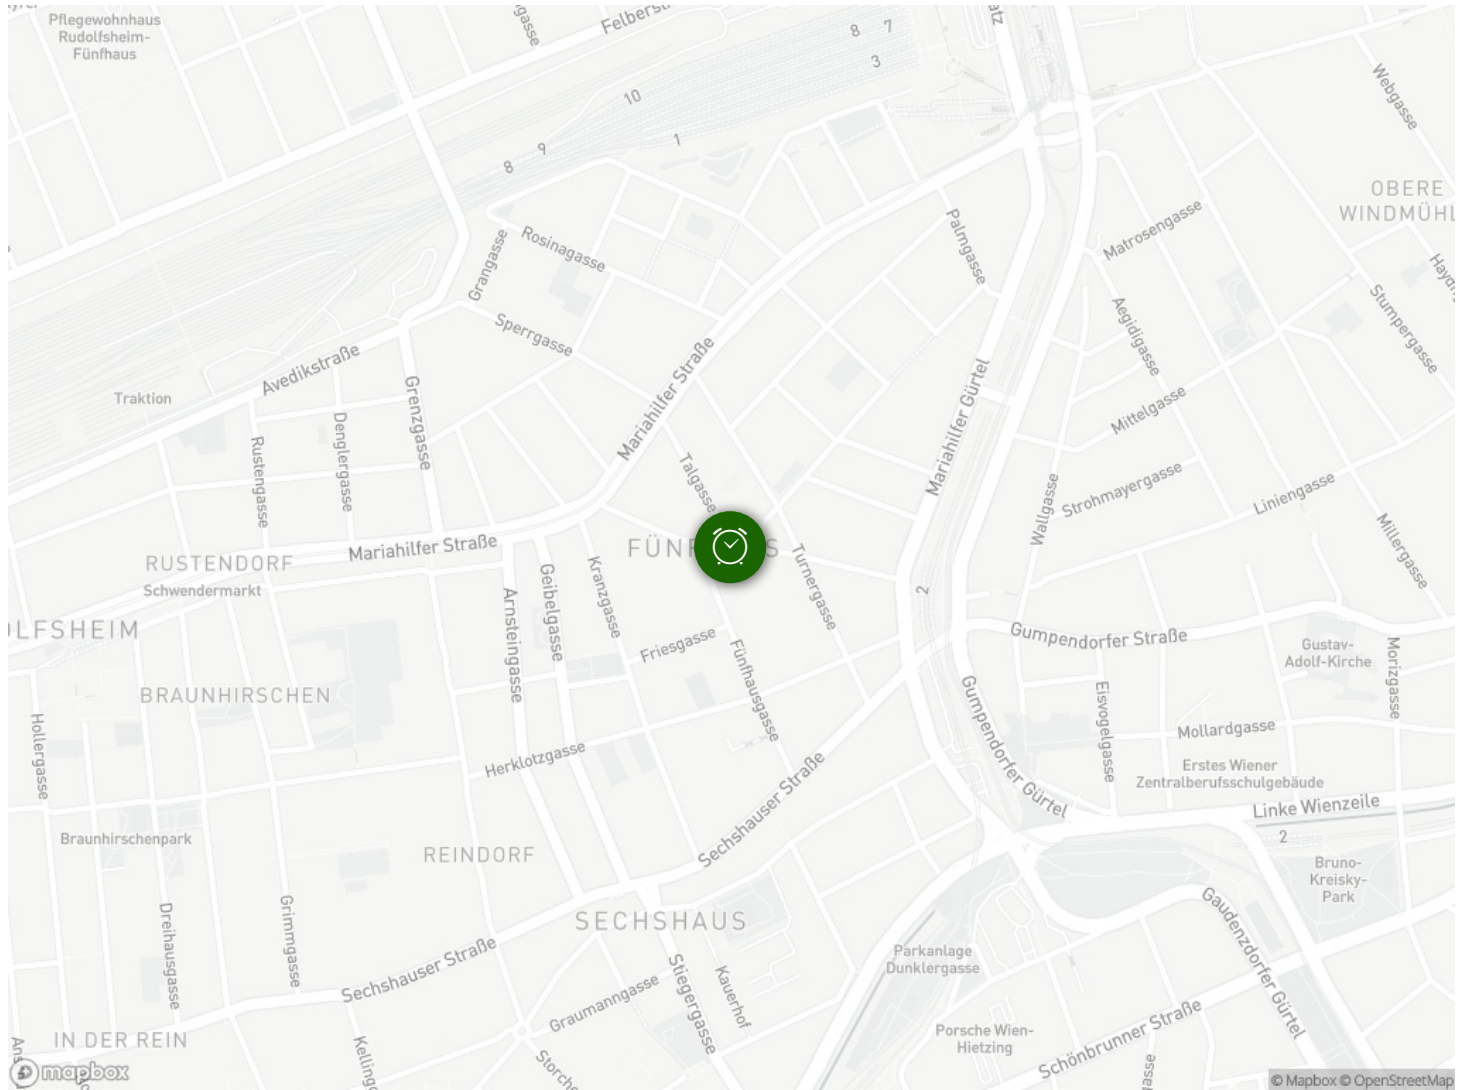 Pflegewohnhaus
Rudolfsheim-
Fünfhaus
Felberstr
8
7
3
10
1
9
8
Webgasse
OBERE
WINDMÜHL
Matrosengasse
Palmgasse
Rosinagasse
Grangasse
Sperrgasse
Aegidigasse
Stumpergasse
Avedikstraße
Traktion
Mariahilfer Straße
Mariahilfer Gürtel
Mittelgasse
Grenzgasse
Denglergasse
Rustengasse
Talgasse
Strohmayergasse
Liniengasse
Wallgasse
Millergasse
Mariahilfer Straße
RUSTENDORF
Schwendermarkt
Turnergasse
Kranzgasse
Geibelgasse
Arnsteingasse
2
OLFSHEIM
BRAUNHIRSCHEN
Friesgasse
Fünfhausgasse
Gumpendorfer Straße
Gustav-
Adolf-Kirche
Morizgasse
Hollergasse
Herklotzgasse
Gumpendorfer Gürtel
Eisvogelgasse
Mollardgasse
Erstes Wiener
Zentralberufsschulgebäude
Linke Wienzeile
2
Braunhirschenpark
REINDORF
Sechshauser Straße
Bruno-
Kreisky-
Park
Grimmgasse
Dreihausgasse
SECHSHAUS
Gaudenzdorfer Gürtel
Parkanlage
Dunklergasse
Sechshauser Straße
Stiegergasse
Kauerhof
Graumanngasse
IN DER REIN
Porsche Wien-
Hietzing
Schönbrunner Straße
Kelling
Storche
gasse
mapbox
© Mapbox © OpenStreetMap